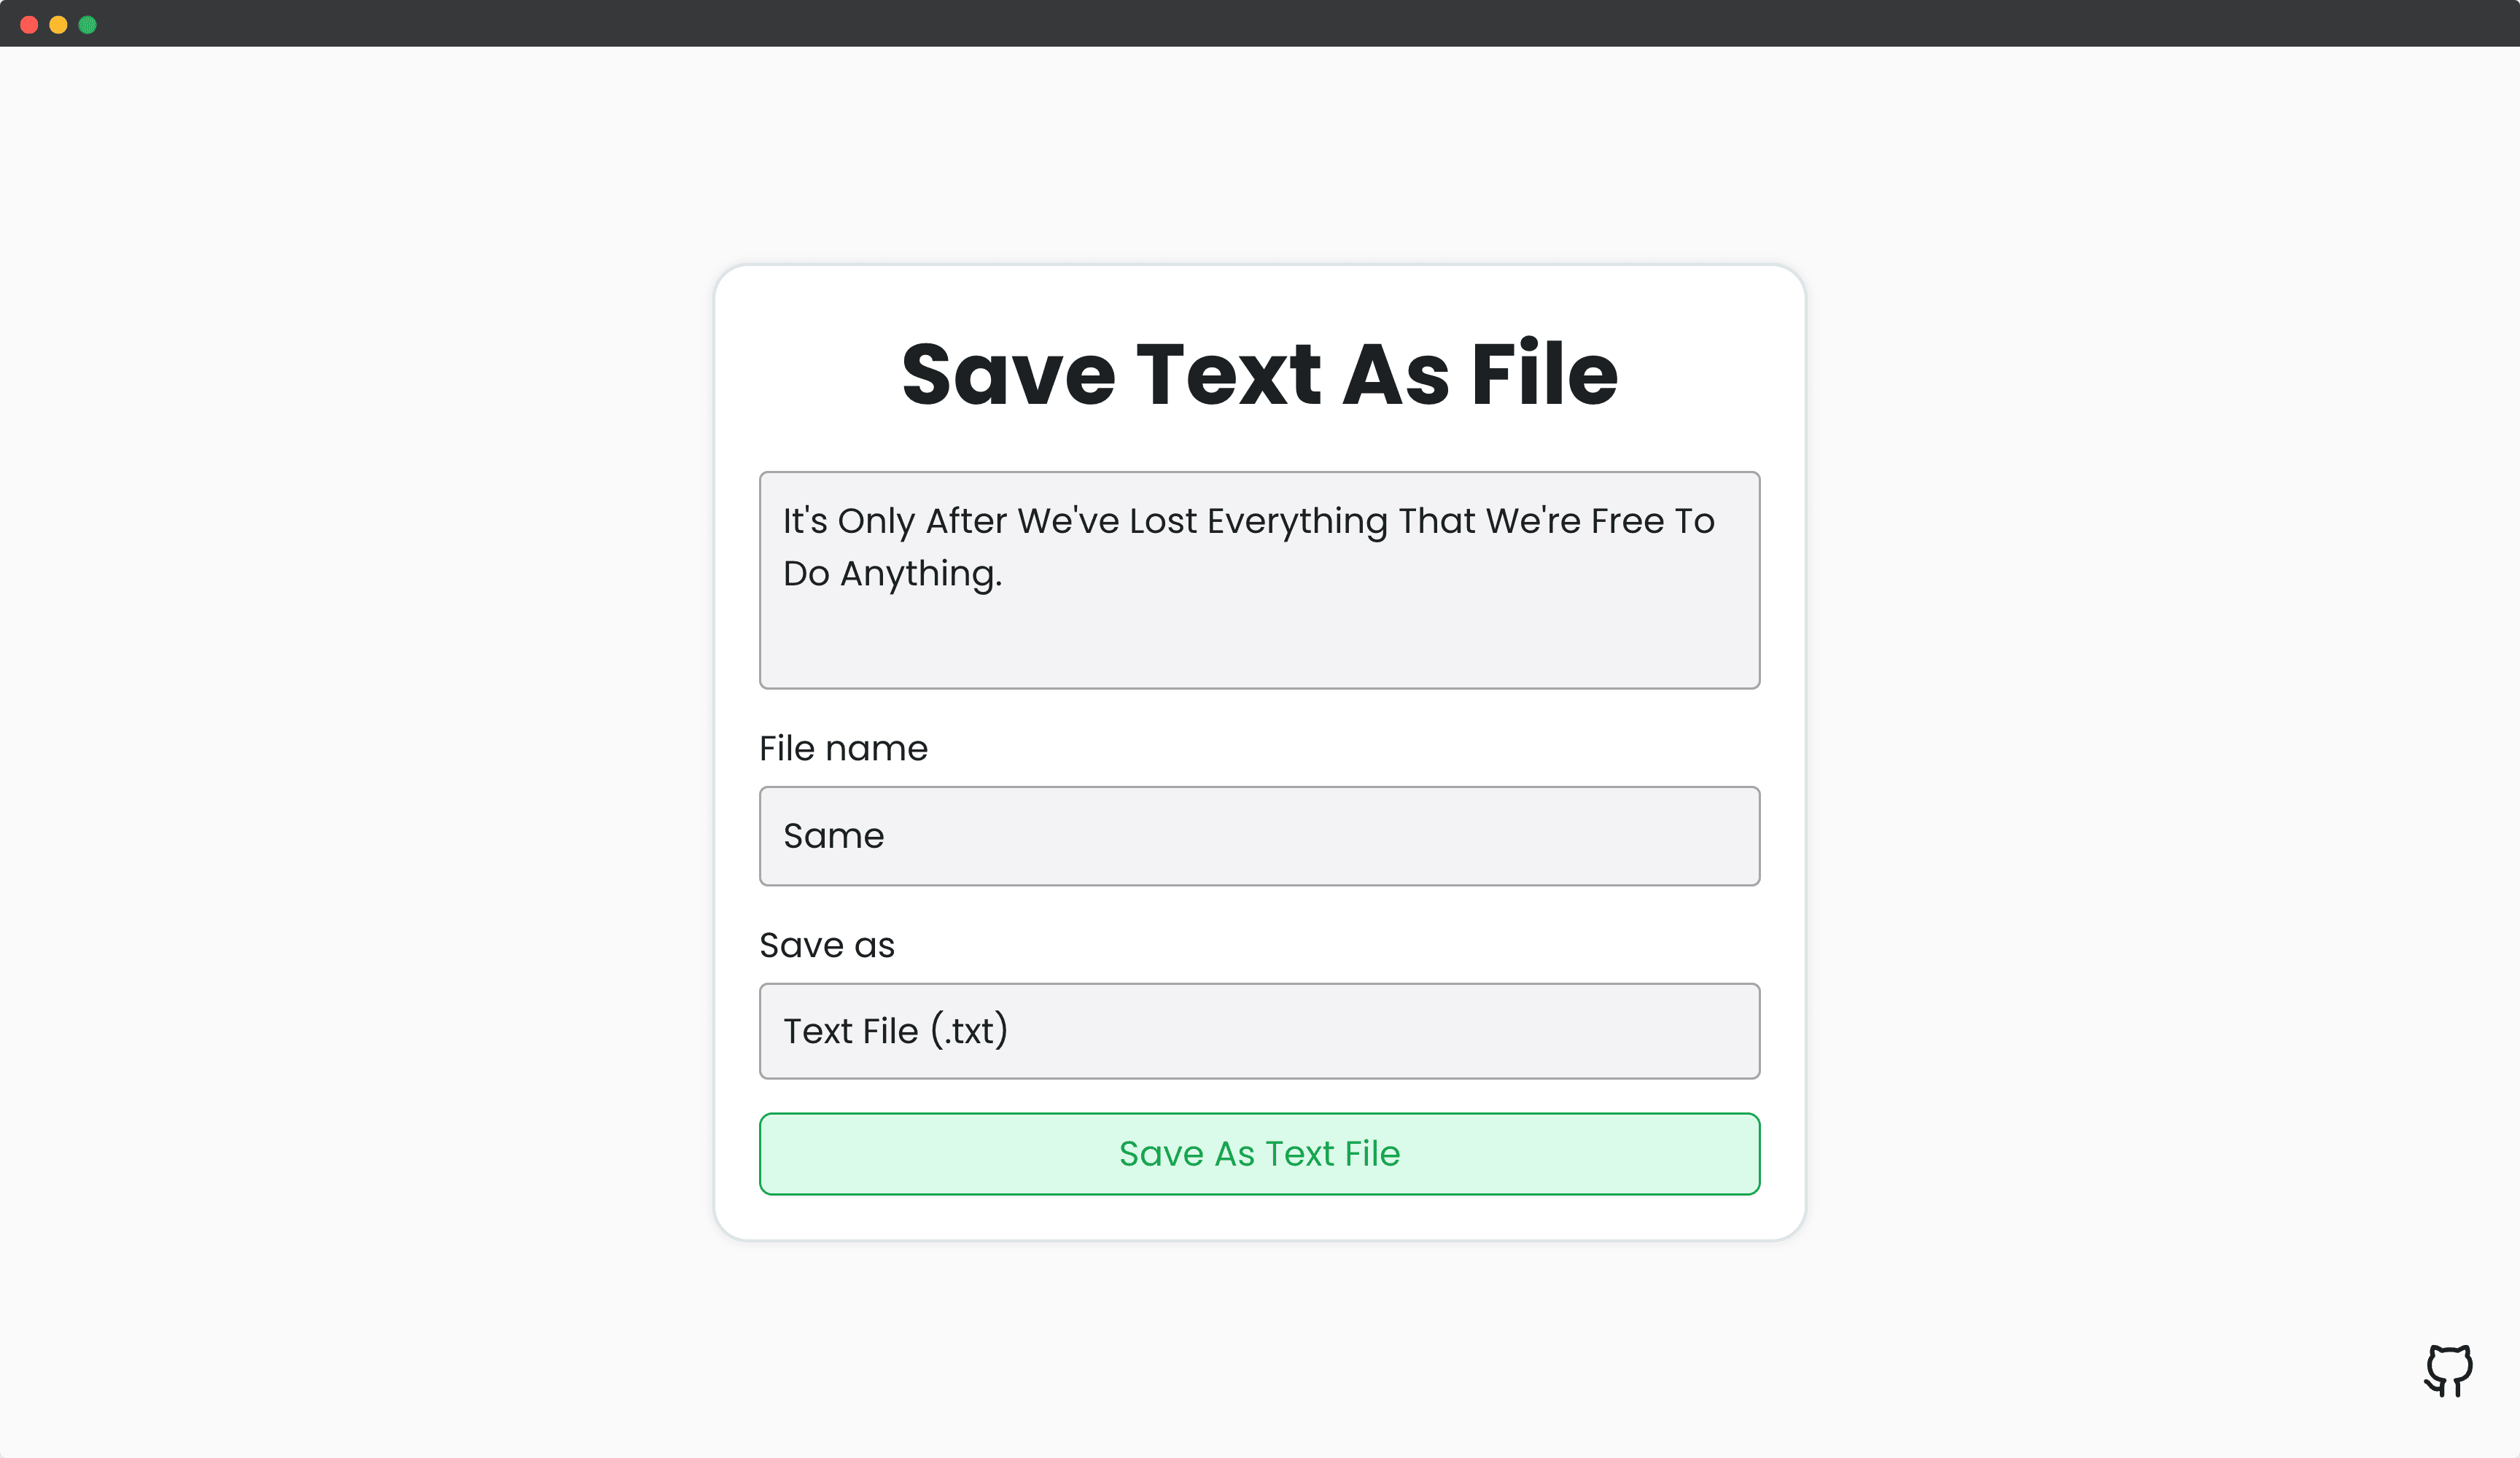 Save Text As File
It's Only After We've Lost Everything That We're Free To
Do Anything.
File name
Same
Save as
Text File (.txt)
Save As Text File